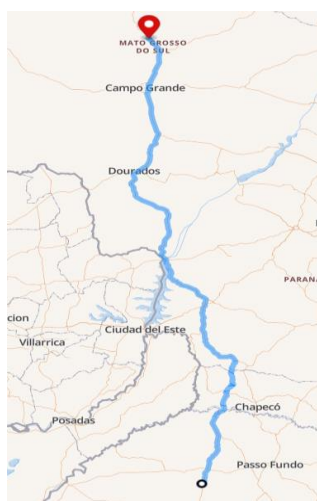 MATO GROSSO
DO SUL
Campo Grande
Dourados
PARANÁ
cion
Ciudad del Este
Villarrica
Chapecó
Posadas
Passo Fundo